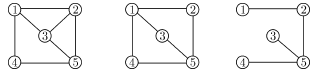 ① ② ① ② ① ②
③ ③ ③
④ ⑤ ④ ⑤ ④ ⑤